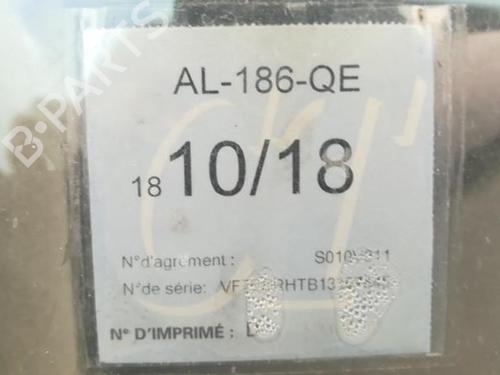 AL-186-QE
18 10/18
N°d'agrément :
N°de série:
N° D'IMPRIMÉ :
B-PARTS